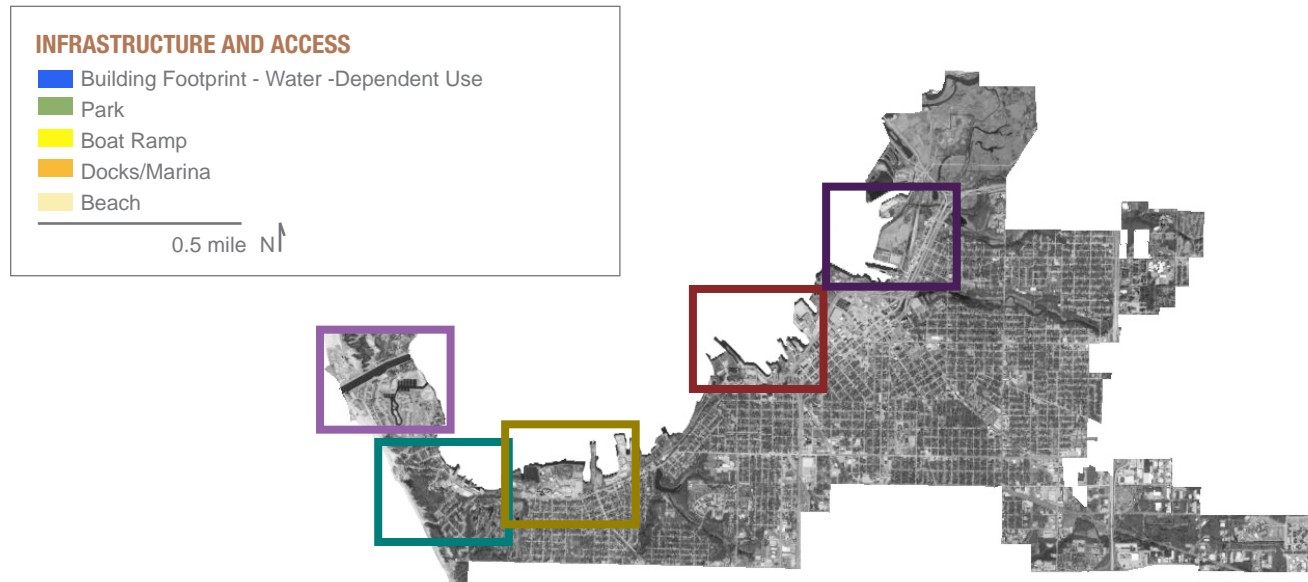 INFRASTRUCTURE AND ACCESS
Building Footprint - Water -Dependent Use
Park
Boat Ramp
Docks/Marina
Beach
0.5 mile N